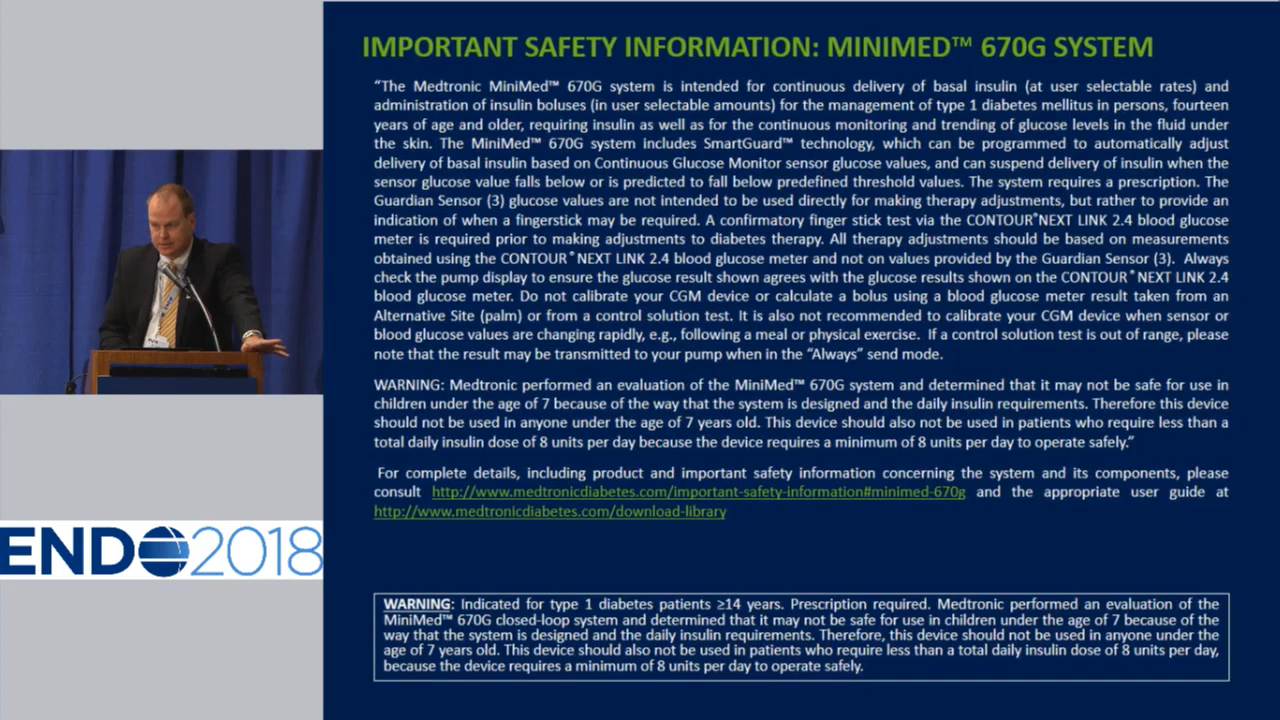 IMPORTANT SAFETY INFORMATION: MINIMED™ 670G SYSTEM
“The Medtronic MiniMed™ 670G system is intended for continuous delivery of basal insulin (at user selectable rates) and
administration of insulin boluses (in user selectable amounts) for the management of type 1 diabetes mellitus in persons, fourteen
years of age and older, requiring insulin as well as for the continuous monitoring and trending of glucose levels in the fluid under
the skin. The MiniMed™ 670G system includes SmartGuard™ technology, which can be programmed to automatically adjust
delivery of basal insulin based on Continuous Glucose Monitor sensor glucose values, and can suspend delivery of insulin when the
sensor glucose value falls below or is predicted to fall below predefined threshold values. The system requires a prescription. The
Guardian Sensor (3) glucose values are not intended to be used directly for making therapy adjustments, but rather to provide an
indication of when a fingerstick may be required. A confirmatory finger stick test via the CONTOUR®NEXT LINK 2.4 blood glucose
meter is required prior to making adjustments to diabetes therapy. All therapy adjustments should be based on measurements
obtained using the CONTOUR®NEXT LINK 2.4 blood glucose meter and not on values provided by the Guardian Sensor (3). Always
check the pump display to ensure the glucose result shown agrees with the glucose results shown on the CONTOUR®NEXT LINK 2.4
blood glucose meter. Do not calibrate your CGM device or calculate a bolus using a blood glucose meter result taken from an
Alternative Site (palm) or from a control solution test. It is also not recommended to calibrate your CGM device when sensor or
blood glucose values are changing rapidly, e.g., following a meal or physical exercise. If a control solution test is out of range, please
note that the result may be transmitted to your pump when in the “Always” send mode.
WARNING: Medtronic performed an evaluation of the MiniMed™ 670G system and determined that it may not be safe for use in
children under the age of 7 because of the way that the system is designed and the daily insulin requirements. Therefore this device
should not be used in anyone under the age of 7 years old. This device should also not be used in patients who require less than a
total daily insulin dose of 8 units per day because the device requires a minimum of 8 units per day to operate safely.”
For complete details, including product and important safety information concerning the system and its components, please
consult http://www.medtronicdiabetes.com/important-safety-information#minimed-670g and the appropriate user guide at
http://www.medtronicdiabetes.com/download-library
WARNING: Indicated for type 1 diabetes patients ≥14 years. Prescription required. Medtronic performed an evaluation of the
MiniMed™ 670G closed-loop system and determined that it may not be safe for use in children under the age of 7 because of the
way that the system is designed and the daily insulin requirements. Therefore, this device should not be used in anyone under the
age of 7 years old. This device should also not be used in patients who require less than a total daily insulin dose of 8 units per day,
because the device requires a minimum of 8 units per day to operate safely.
ENDO2018